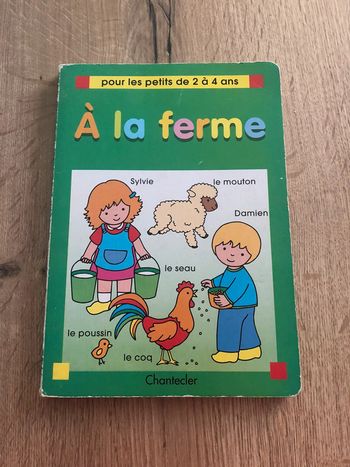 pour les petits de 2 à 4 ans
À la ferme
Sylvie
le mouton
Damien
le seau
le poussin
le coq
Chantecler